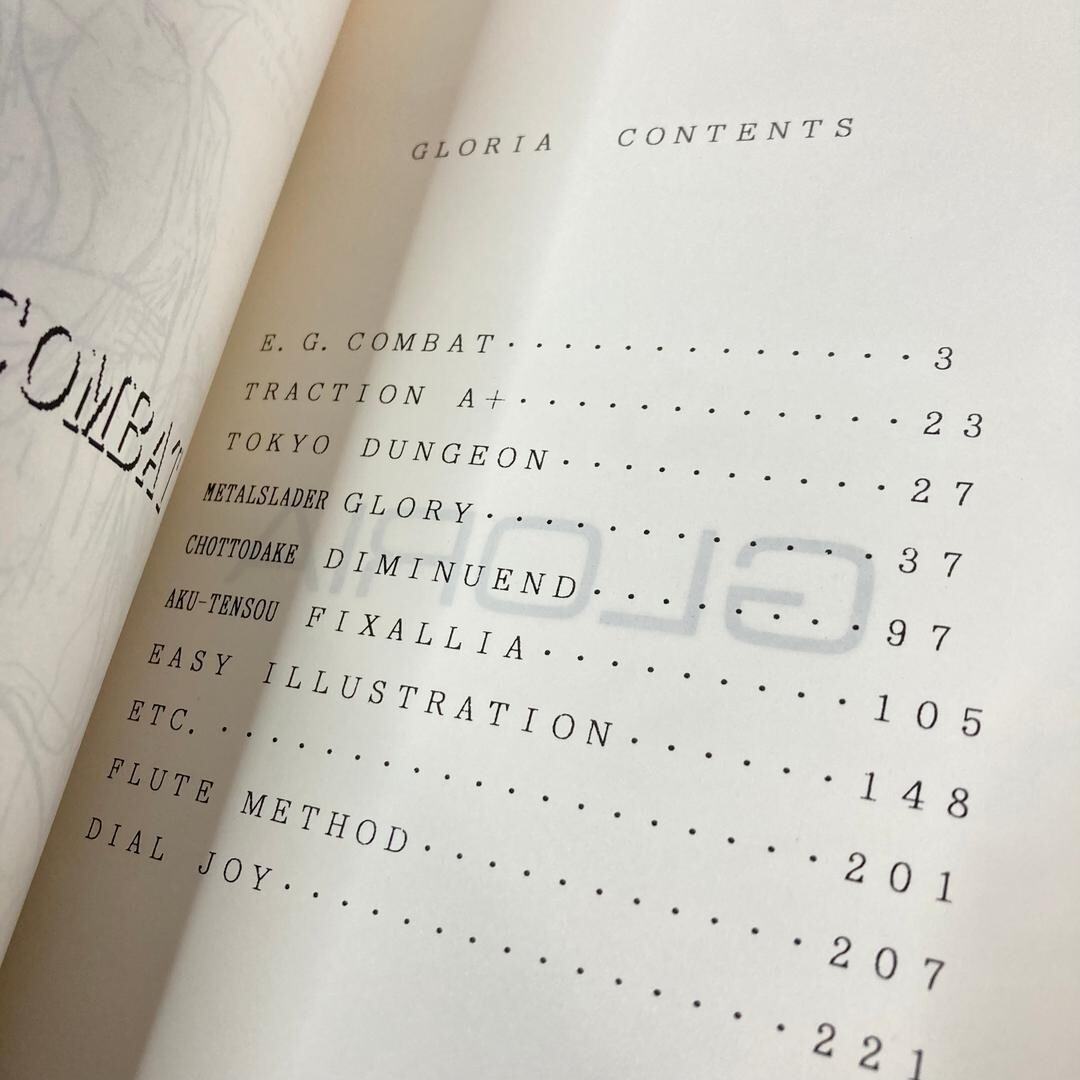 COMBAT
GLORIA CONTENTS
E. G. COMBAT・・・・・・・・・・・・・・3
TRACTION A+・・・・・・・・・・・・・23
TOKYO DUNGEON・・・・・・・・・・・27
METALSLADER GLORY・・・・・・・・・・・・・37
CHOTTODAKE DIMINUEND・・・・・・・・・・97
AKU-TENSOU FIXALLIA・・・・・・・・・105
EASY ILLUSTRATION・・・・・・148
ETC.・・・・・・・・・・・・・・・・・201
FLUTE METHOD・・・・・・・・・・・207
DIAL JOY・・・・・・・・・・・・・221
GLORIA